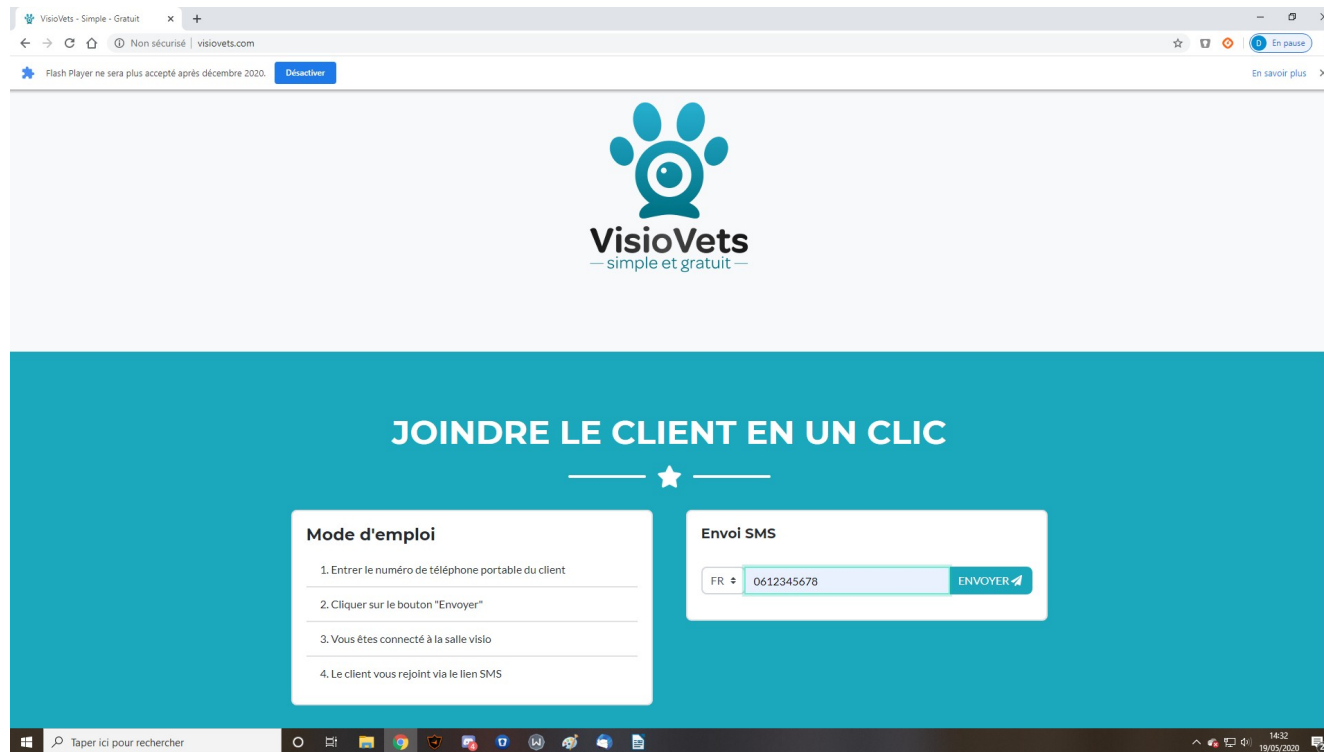 VisioVets - Simple - Gratuit
Non sécurisé | visiovets.com
En pause
Flash Player ne sera plus accepté après décembre 2020.
Désactiver
En savoir plus
VisioVets
simple et gratuit
JOINDRE LE CLIENT EN UN CLIC
Mode d'emploi
1. Entrer le numéro de téléphone portable du client
2. Cliquer sur le bouton "Envoyer"
3. Vous êtes connecté à la salle visio
4. Le client vous rejoint via le lien SMS
Envoi SMS
FR 0612345678 ENVOYER
Taper ici pour rechercher
14:32
19/05/2020